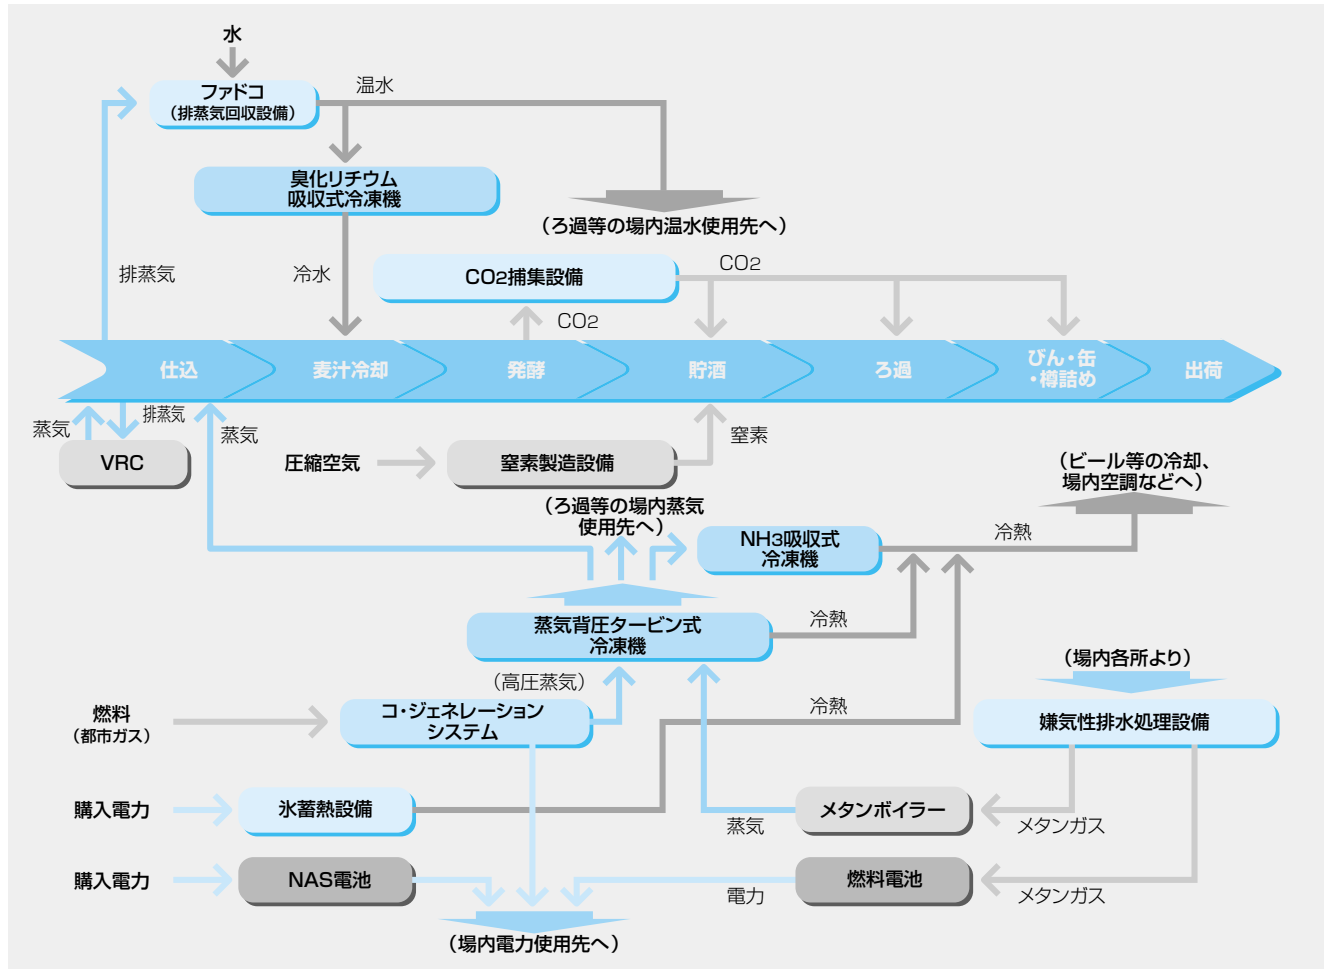 水
ファドコ
（排蒸気回収設備）
温水
臭化リチウム
吸収式冷凍機
（ろ過等の場内温水使用先へ）
排蒸気
冷水
CO2捕集設備
CO2
CO2
仕込
麦汁冷却
発酵
貯酒
ろ過
びん・缶
・樽詰め
出荷
蒸気
排蒸気
蒸気
VRC
圧縮空気
窒素製造設備
窒素
（ビール等の冷却、
場内空調などへ）
（ろ過等の場内蒸気
使用先へ）
NH3吸収式
冷凍機
冷熱
蒸気背圧タービン式
冷凍機
冷熱
（場内各所より）
（高圧蒸気）
燃料
（都市ガス）
コ・ジェネレーション
システム
冷熱
嫌気性排水処理設備
購入電力
氷蓄熱設備
メタンボイラー
蒸気
メタンガス
購入電力
NAS電池
燃料電池
電力
メタンガス
（場内電力使用先へ）